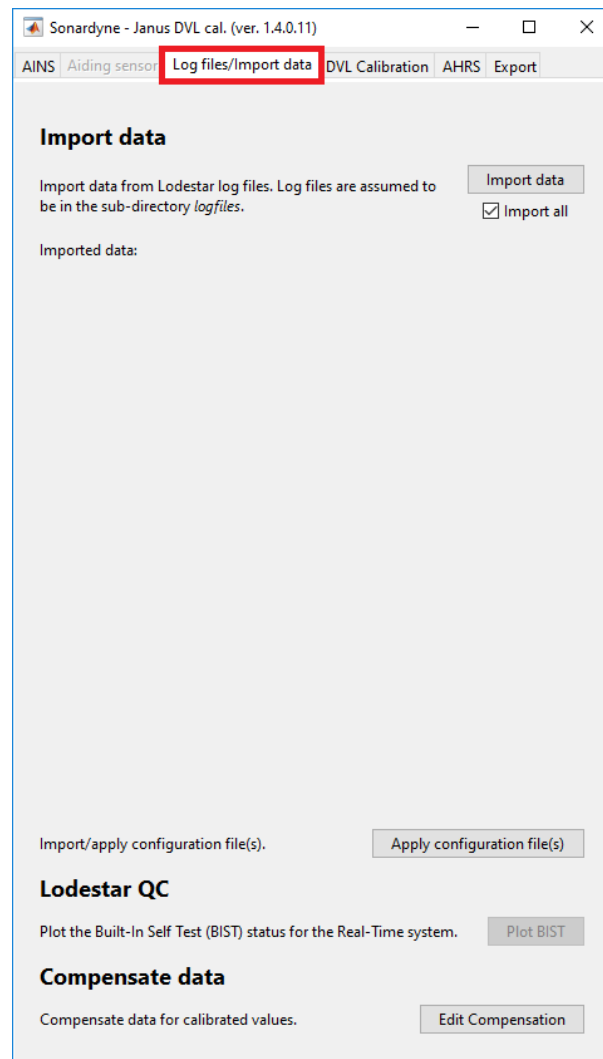 Sonardyne - Janus DVL cal. (ver. 1.4.0.11)
AINS Aiding sensor Log files/Import data DVL Calibration AHRS Export
Import data
Import data from Lodestar log files. Log files are assumed to
be in the sub-directory logfiles.
Import data
Import all
Imported data:
Import/apply configuration file(s).
Apply configuration file(s)
Lodestar QC
Plot the Built-In Self Test (BIST) status for the Real-Time system.
Plot BIST
Compensate data
Compensate data for calibrated values.
Edit Compensation